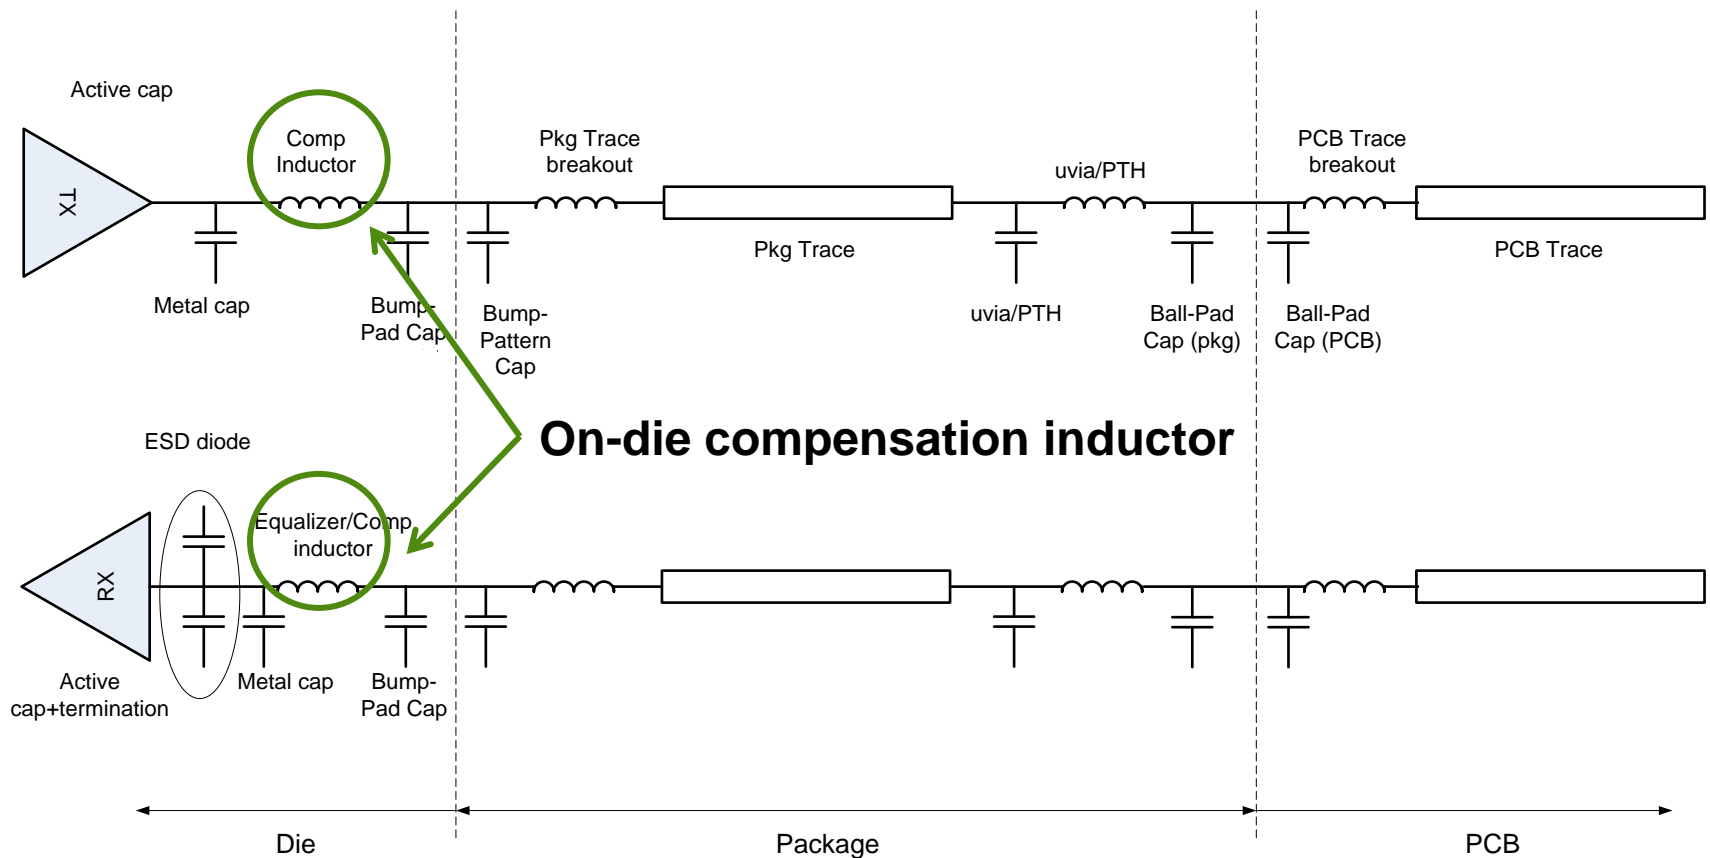 Active cap
Comp
Inductor
Pkg Trace
breakout
uvia/PTH
PCB Trace
breakout
TX
Metal cap
Bump-
Pad Cap
Bump-
Pattern
Cap
Pkg Trace
uvia/PTH
Ball-Pad
Cap (pkg)
Ball-Pad
Cap (PCB)
PCB Trace
On-die compensation inductor
ESD diode
Equalizer/Comp
inductor
RX
Active
cap+termination
Metal cap
Bump-
Pad Cap
Die
Package
PCB